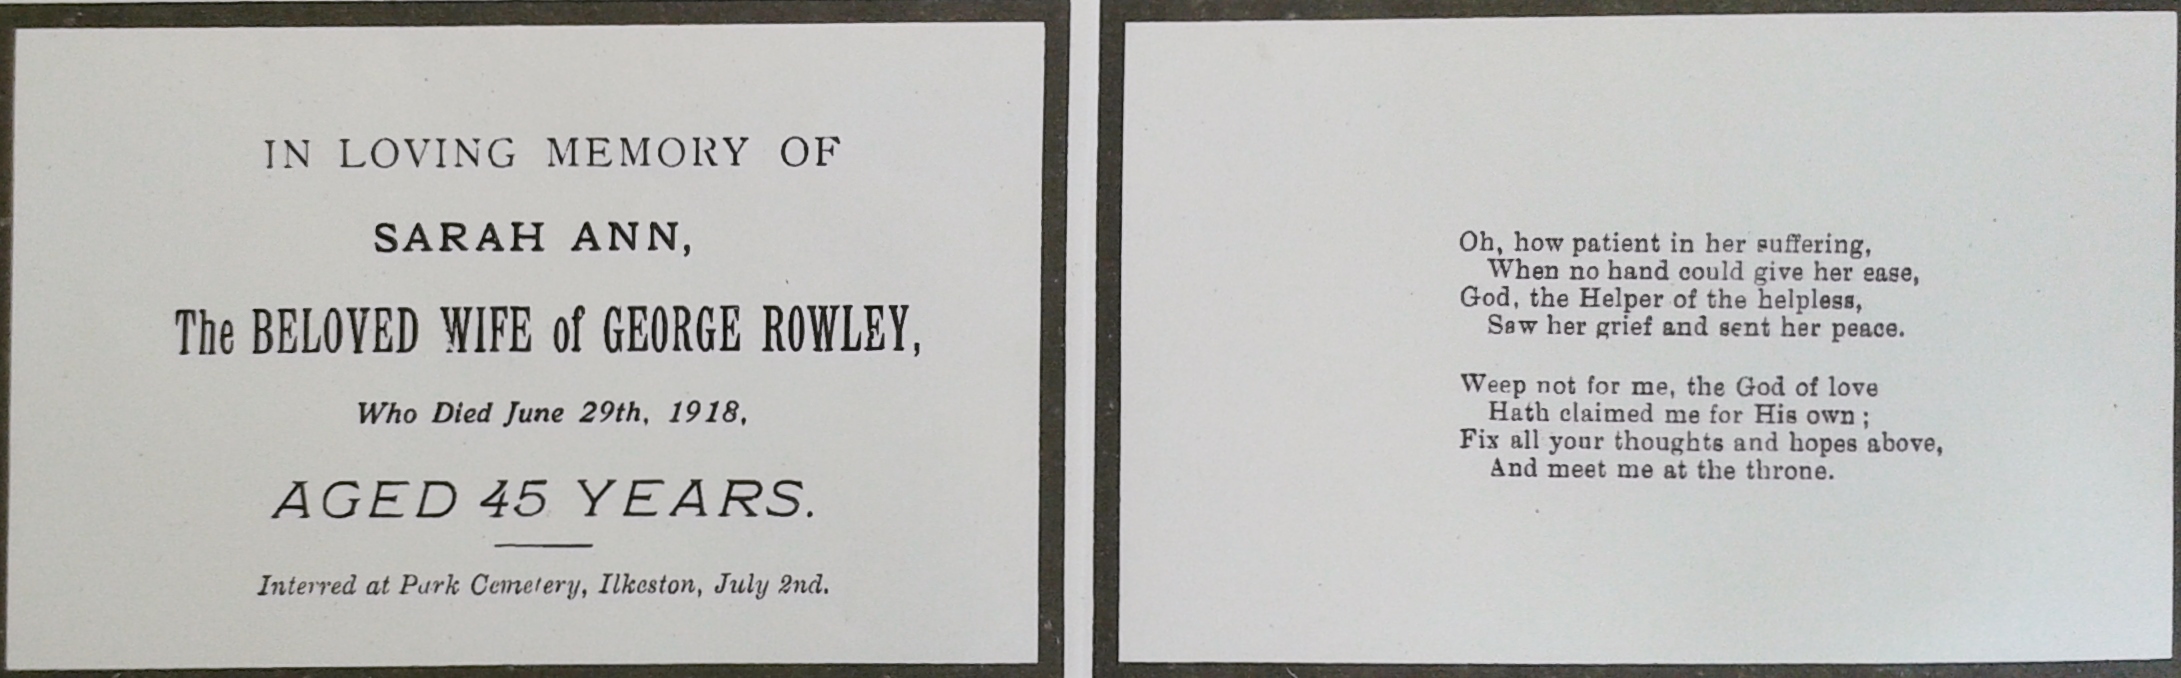 IN LOVING MEMORY OF
SARAH ANN,
The BELOVED WIFE of GEORGE ROWLEY,
Who Died June 29th, 1918,
AGED 45 YEARS.
Interred at Park Cemetery, Ilkeston, July 2nd.
Oh, how patient in her suffering,
When no hand could give her ease,
God, the Helper of the helpless,
Saw her grief and sent her peace.
Weep not for me, the God of love
Hath claimed me for His own ;
Fix all your thoughts and hopes above,
And meet me at the throne.